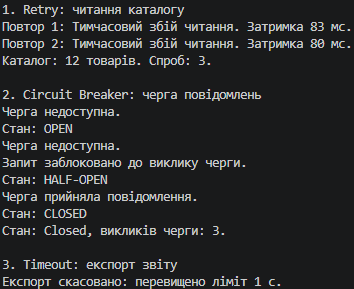 1. Retry: читання каталогу
Повтор 1: Тимчасовий збій читання. Затримка 83 мс.
Повтор 2: Тимчасовий збій читання. Затримка 80 мс.
Каталог: 12 товарів. Спроб: 3.

2. Circuit Breaker: черга повідомлень
Черга недоступна.
Стан: OPEN
Черга недоступна.
Запит заблоковано до виклику черги.
Стан: HALF-OPEN
Черга прийняла повідомлення.
Стан: CLOSED
Стан: Closed, викликів черги: 3.

3. Timeout: експорт звіту
Експорт скасовано: перевищено ліміт 1 с.